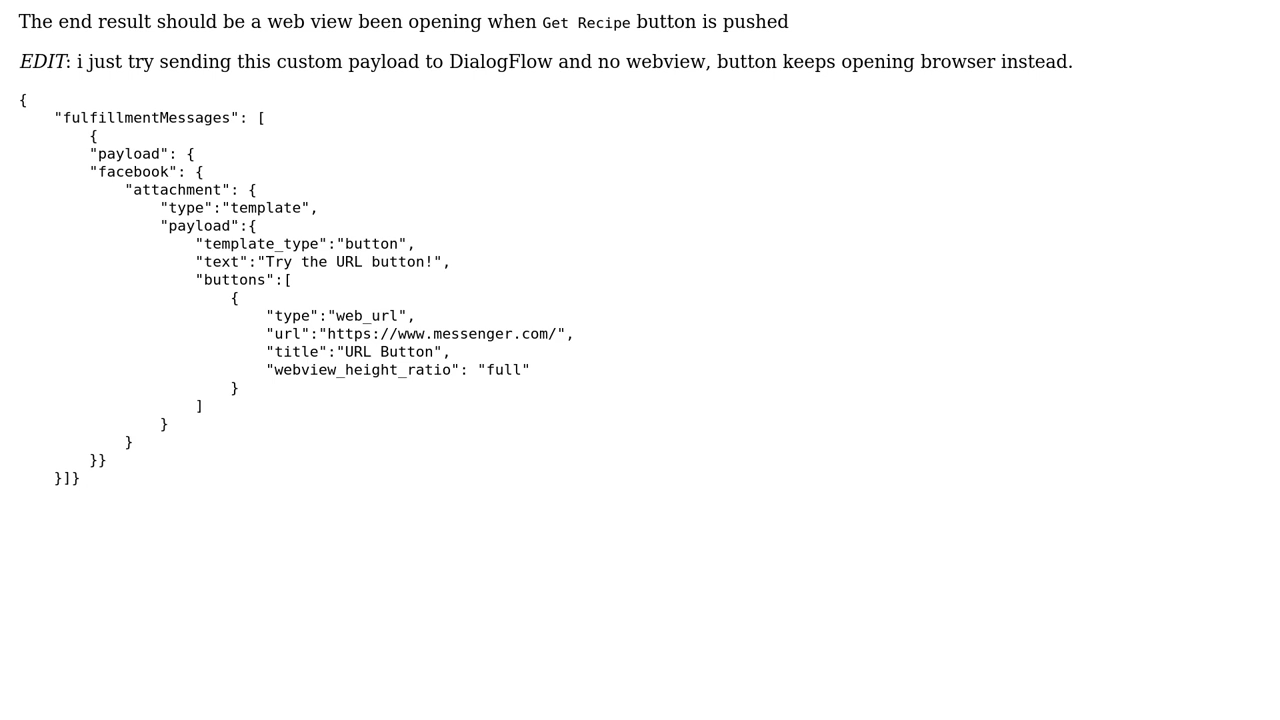 The end result should be a web view been opening when Get Recipe button is pushed
EDIT: i just try sending this custom payload to DialogFlow and no webview, button keeps opening browser instead.
{
    "fulfillmentMessages": [
        {
        "payload": {
        "facebook": {
            "attachment": {
                "type":"template",
                "payload":{
                    "template_type":"button",
                    "text":"Try the URL button!",
                    "buttons":[
                        {
                            "type":"web_url",
                            "url":"https://www.messenger.com/",
                            "title":"URL Button",
                            "webview_height_ratio": "full"
                        }
                    ]
                }
            }
        }}
    }]}